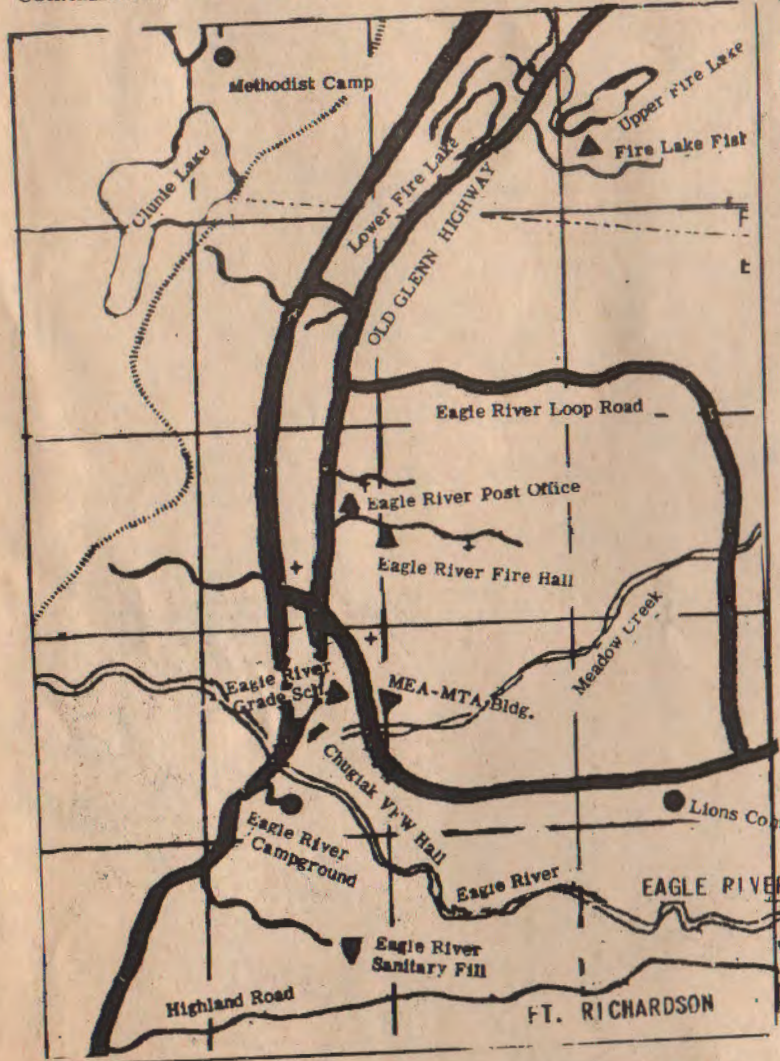 Methodist Camp
Upper Fire Lake
Fire Lake Fish
Clunie Lake
Lower Fire Lake
OLD GLENN HIGHWAY
Eagle River Loop Road
Eagle River Post Office
Eagle River Fire Hall
Meadow Creek
Eagle River
Grade Sch.
MEA-MTA Bldg.
Chugiak VFW Hall
Lions
Eagle River
Campground
Eagle River
EAGLE RIVER
Eagle River
Sanitary Fill
Highland Road
FT. RICHARDSON